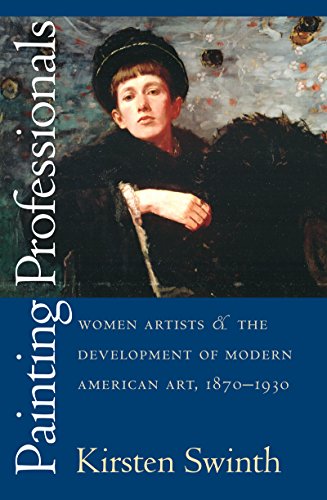 Painting Professionals
WOMEN ARTISTS & THE
DEVELOPMENT OF MODERN
AMERICAN ART, 1870–1930
Kirsten Swinth